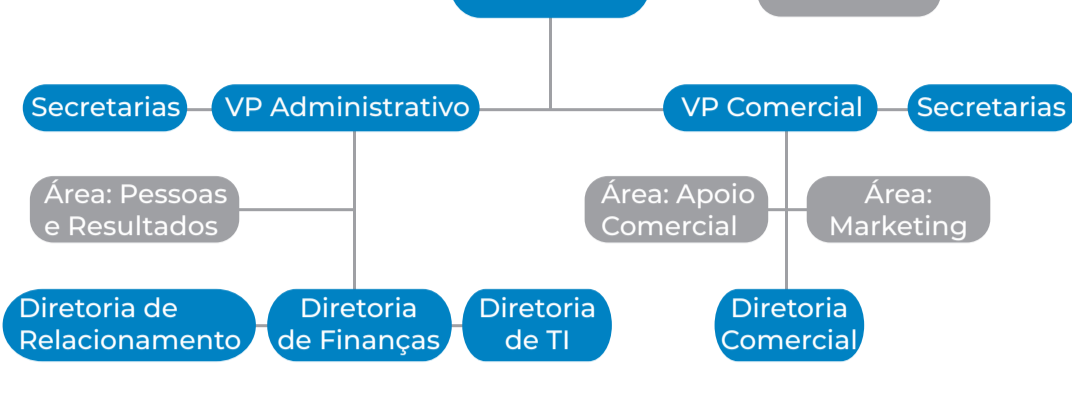 Secretarias
VP Administrativo
VP Comercial
Secretarias
Área: Pessoas
e Resultados
Área: Apoio
Comercial
Área:
Marketing
Diretoria de
Relacionamento
Diretoria
de Finanças
Diretoria
de TI
Diretoria
Comercial